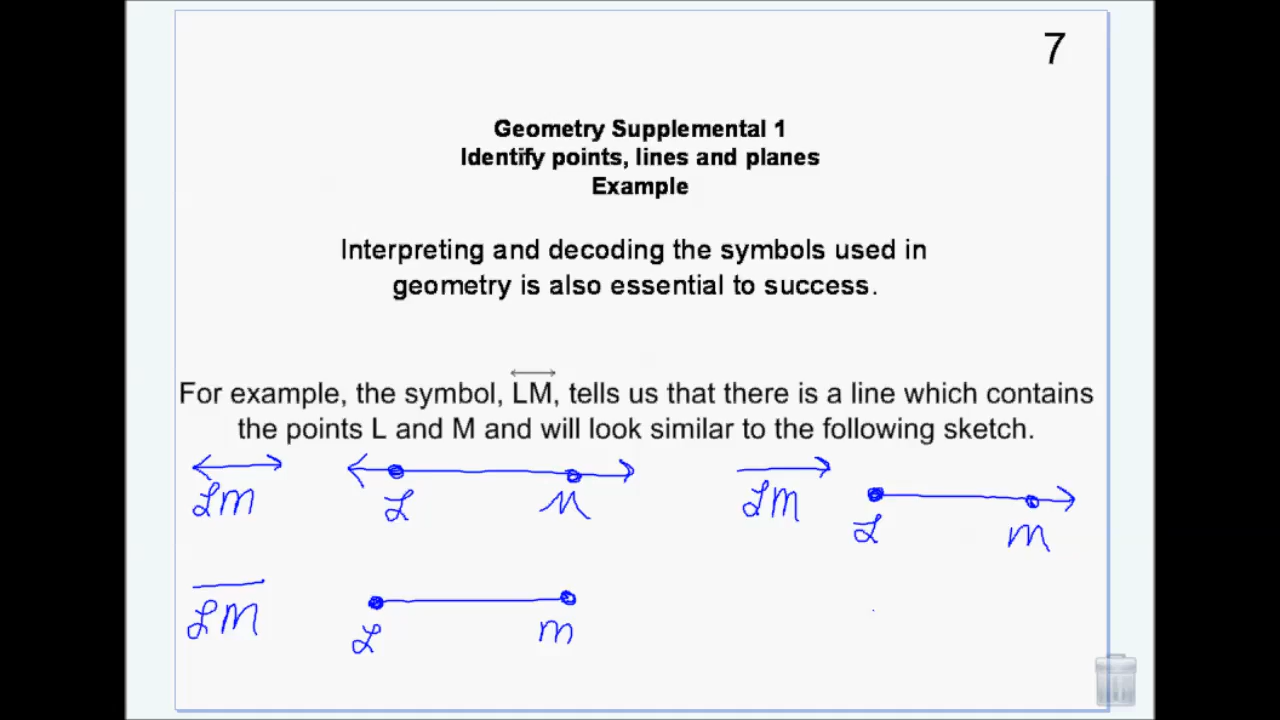 7
Geometry Supplemental 1
Identify points, lines and planes
Example
Interpreting and decoding the symbols used in
geometry is also essential to success.
For example, the symbol, LM, tells us that there is a line which contains
the points L and M and will look similar to the following sketch.
LM
L M
LM
L M
LM
L M